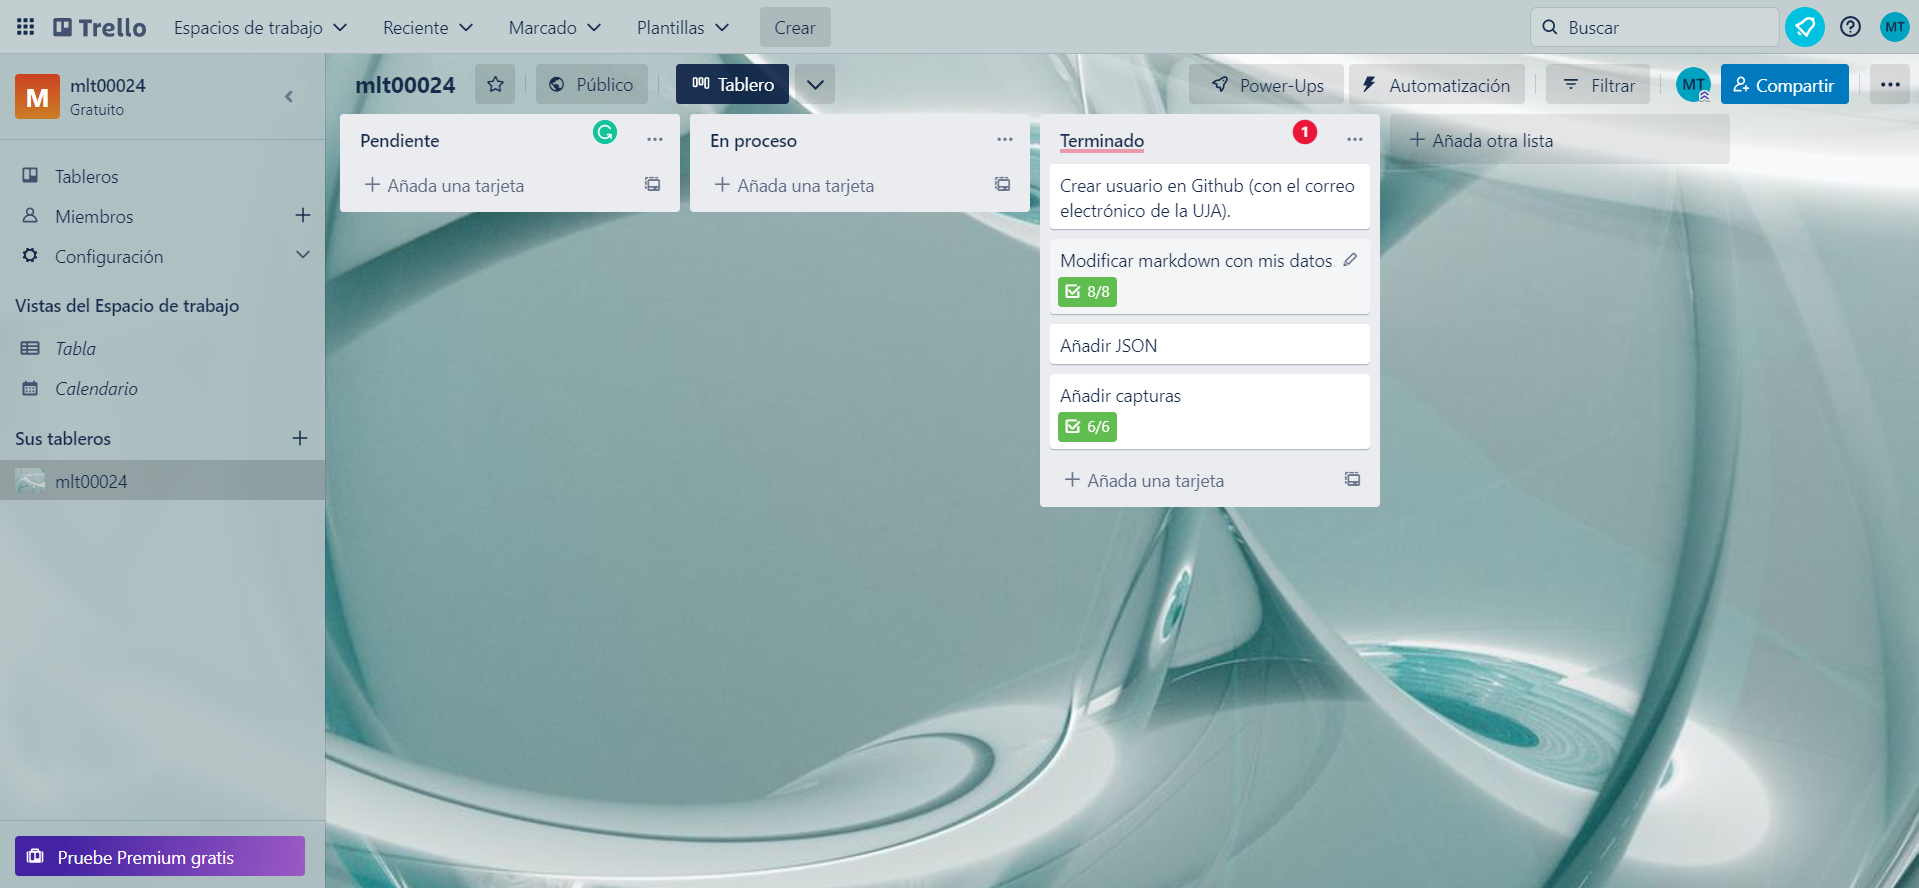 Trello
Espacios de trabajo
Reciente
Marcado
Plantillas
Crear
Buscar
MT
M
mlt00024
Gratuito
Tableros
Miembros
Configuración
Vistas del Espacio de trabajo
Tabla
Calendario
Sus tableros
mlt00024
Pruebe Premium gratis
mlt00024
Público
Tablero
Power-Ups
Automatización
Filtrar
MT
Compartir
Pendiente
Añada una tarjeta
En proceso
Añada una tarjeta
Terminado
1
Crear usuario en Github (con el correo
electrónico de la UJA).
Modificar markdown con mis datos
8/8
Añadir JSON
Añadir capturas
6/6
Añada una tarjeta
Añada otra lista